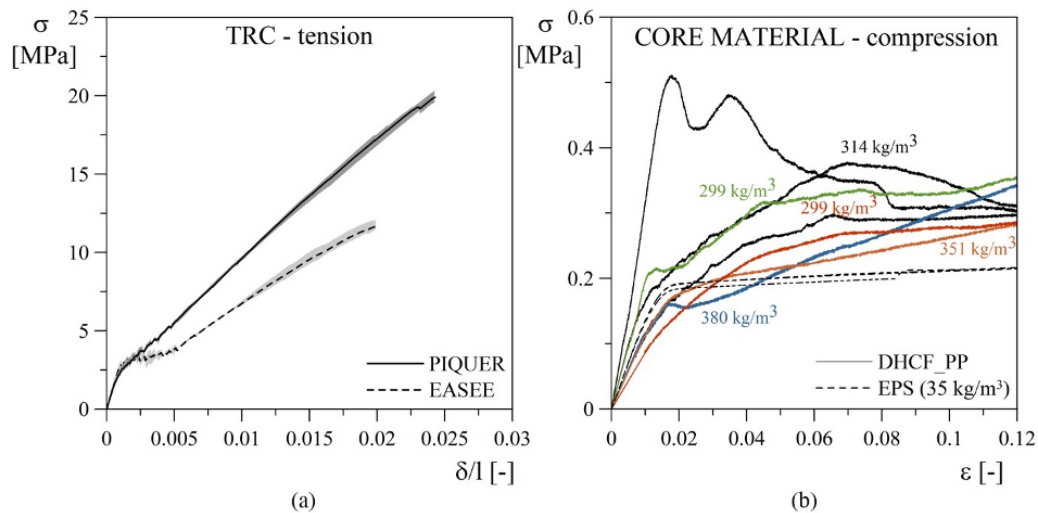 TRC - tension
σ
[MPa]
25
20
15
10
5
0
0
0.005
0.01
0.015
0.02
0.025
0.03
δ/l [-]
PIQUER
EASEE
(a)
CORE MATERIAL - compression
σ
[MPa]
0.6
0.4
0.2
0
0
0.02
0.04
0.06
0.08
0.1
0.12
ε [-]
314 kg/m³
299 kg/m³
299 kg/m³
351 kg/m³
380 kg/m³
DHCF_PP
EPS (35 kg/m³)
(b)